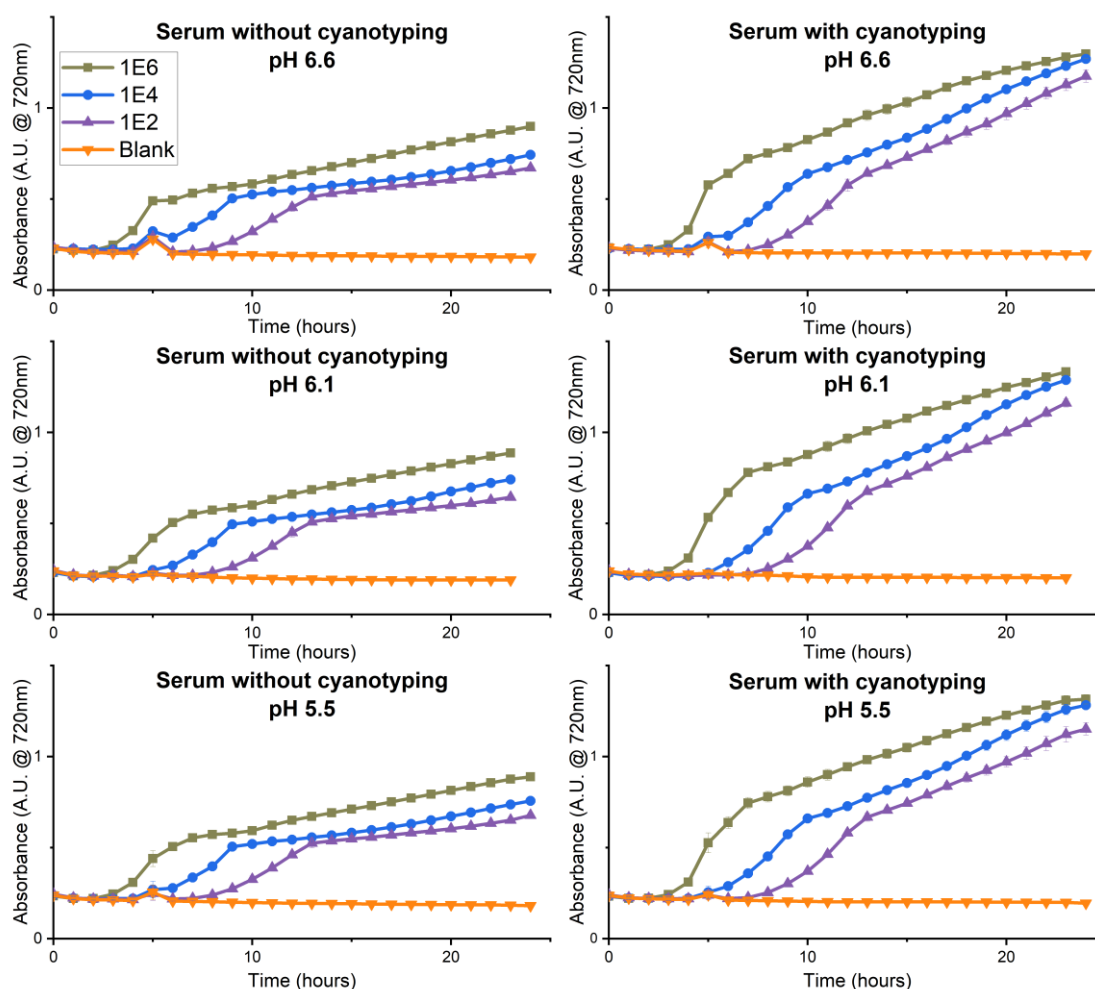 Serum without cyanotyping
pH 6.6
1E6
1E4
1E2
Blank
Absorbance (A.U. @ 720nm)
1
0
0
10
20
Time (hours)
Serum with cyanotyping
pH 6.6
Absorbance (A.U. @ 720nm)
1
0
0
10
20
Time (hours)
Serum without cyanotyping
pH 6.1
Absorbance (A.U. @ 720nm)
1
0
0
10
20
Time (hours)
Serum with cyanotyping
pH 6.1
Absorbance (A.U. @ 720nm)
1
0
0
10
20
Time (hours)
Serum without cyanotyping
pH 5.5
Absorbance (A.U. @ 720nm)
1
0
0
10
20
Time (hours)
Serum with cyanotyping
pH 5.5
Absorbance (A.U. @ 720nm)
1
0
0
10
20
Time (hours)